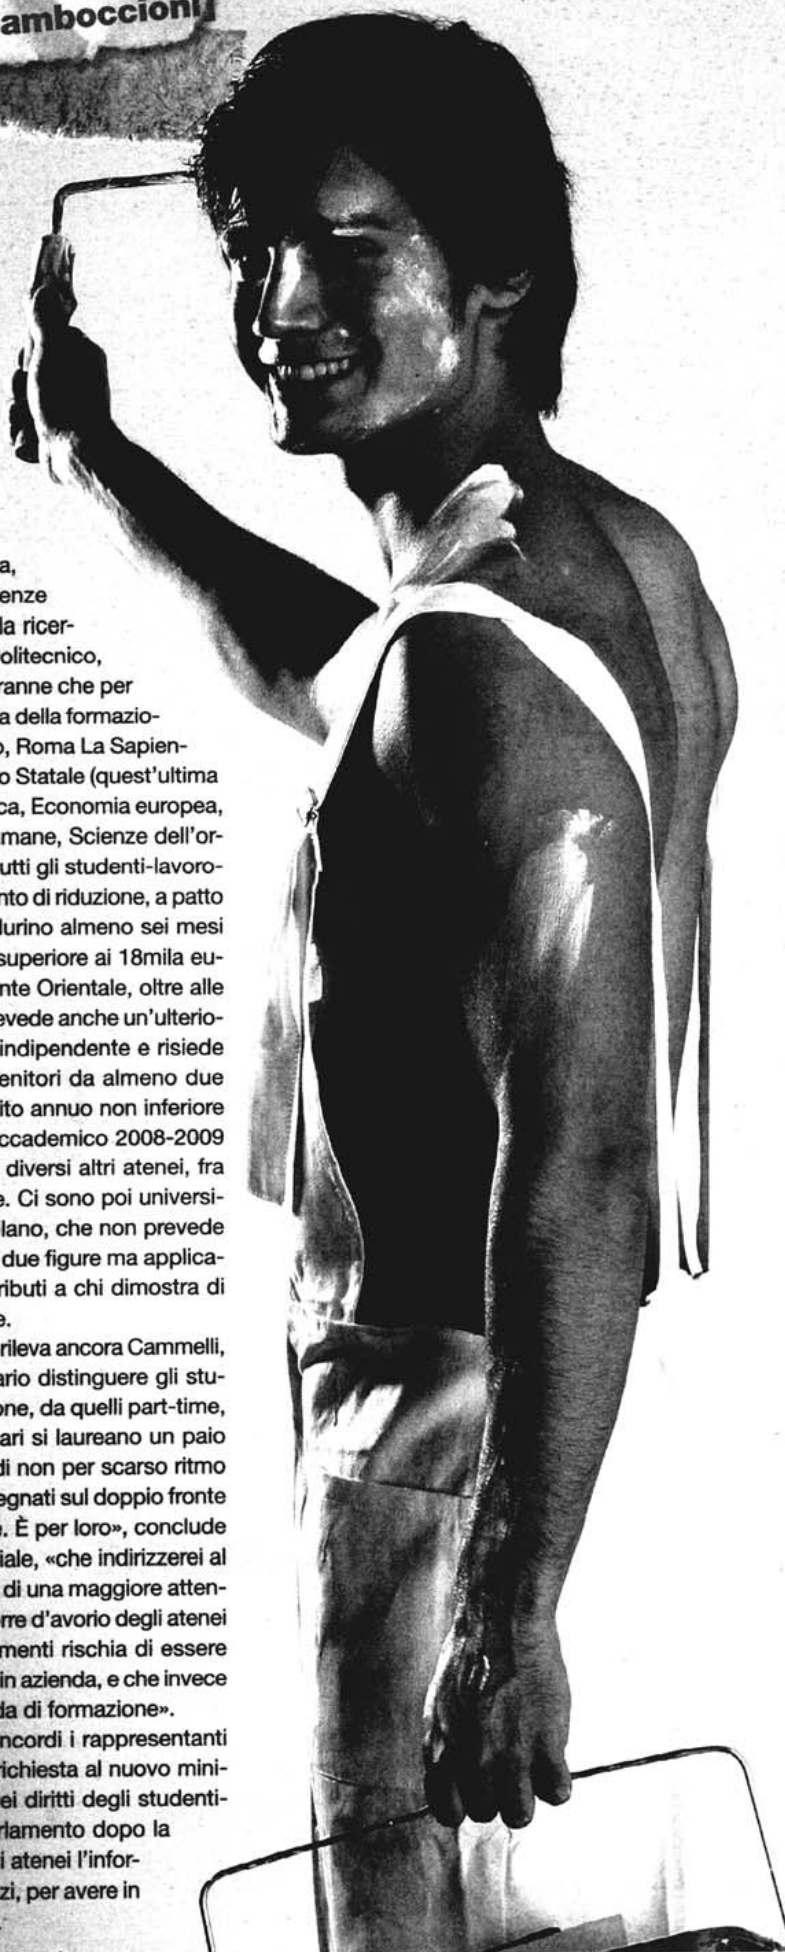 amboccioni]
a,
enze
la ricer-
olitecnico,
ranne che per
a della formazio-
o, Roma La Sapien-
o Statale (quest'ultima
ca, Economia europea,
mane, Scienze dell'or-
utti gli studenti-lavoro-
nto di riduzione, a patto
durino almeno sei mesi
superiore ai 18mila eu-
nte Orientale, oltre alle
evede anche un'ulterio-
indipendente e risiede
enitori da almeno due
ito annuo non inferiore
ccademico 2008-2009
diversi altri atenei, fra
e. Ci sono poi universi-
lano, che non prevede
due figure ma applica-
ributi a chi dimostra di
e.
rileva ancora Cammelli,
ario distinguere gli stu-
one, da quelli part-time,
ari si laureano un paio
di non per scarso ritmo
egnati sul doppio fronte
e. È per loro», conclude
iale, «che indirizzerei al
di una maggiore atten-
rre d'avorio degli atenei
menti rischia di essere
in azienda, e che invece
da di formazione».
ncordi i rappresentanti
richiesta al nuovo mini-
ei diritti degli studenti-
rlamento dopo la
i atenei l'infor-
zi, per avere in